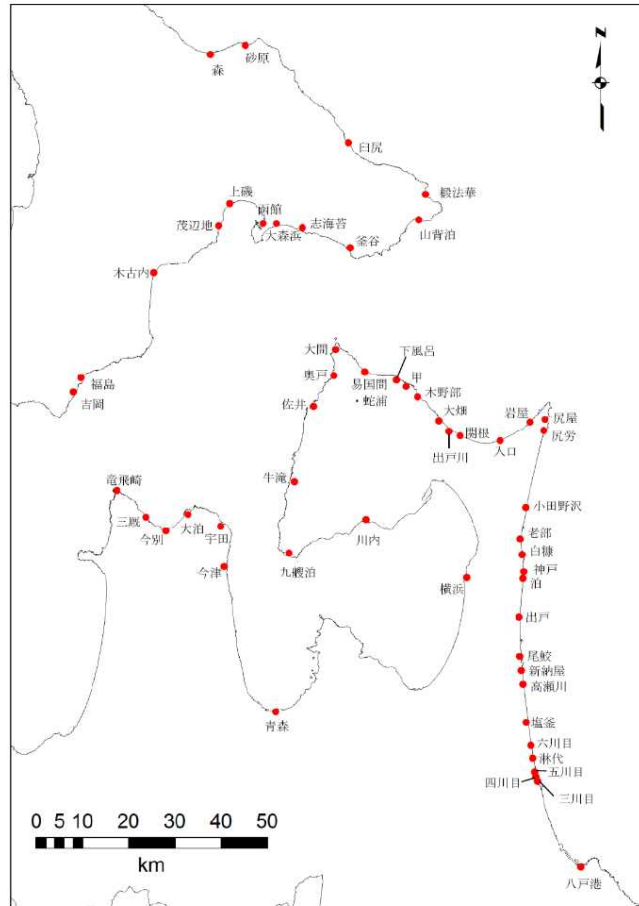 N
砂原
森
臼尻
椴法華
上磯
函館
志海苔
山背泊
茂辺地
大森浜
釜谷
木古内
大間
下風呂
福島
奥戸
易国間
甲
・蛇浦
木野部
吉岡
佐井
大畑
岩屋
尻屋
関根
尻労
出戸川
入口
牛滝
竜飛崎
小田野沢
三厩
大泊
川内
今別
宇田
老部
白糠
九艘泊
今津
横浜
神戸
泊
出戸
尾鮫
新納屋
高瀬川
青森
塩釜
六川目
淋代
五川目
四川目
三川目
0 5 10 20 30 40 50
km
八戸港